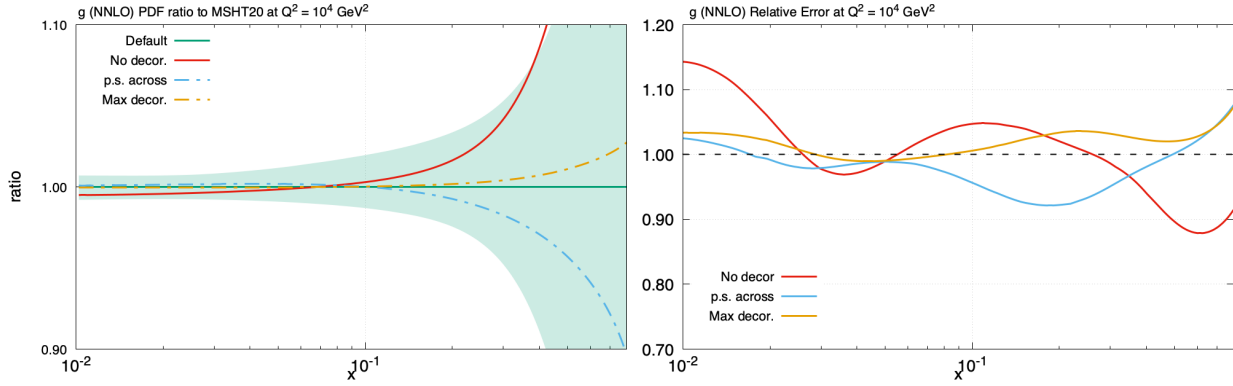 g (NNLO) PDF ratio to MSHT20 at Q² = 10⁴ GeV²
1.10
Default
No decor.
p.s. across
Max decor.
ratio
1.00
0.90
10⁻²
10⁻¹
x
g (NNLO) Relative Error at Q² = 10⁴ GeV²
1.20
1.10
1.00
0.90
0.80
0.70
No decor
p.s. across
Max decor.
10⁻²
10⁻¹
x